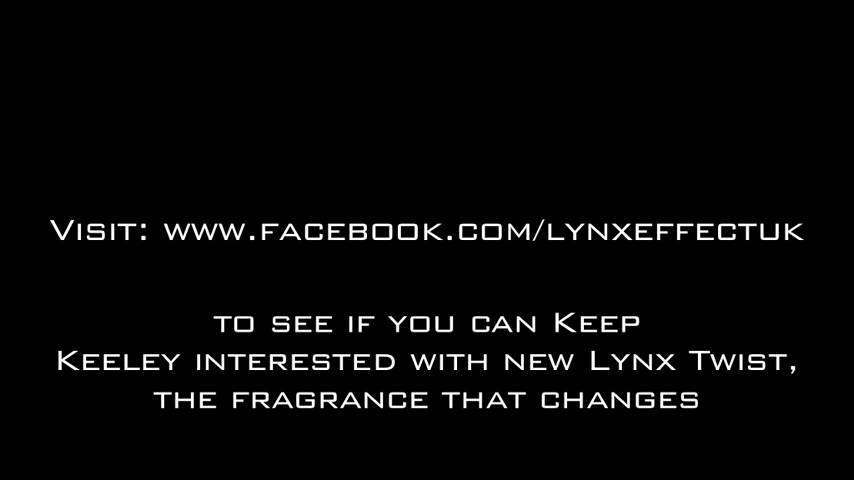 Visit: www.facebook.com/lynxeffectuk
to see if you can Keep
Keeley interested with new Lynx Twist,
the fragrance that changes